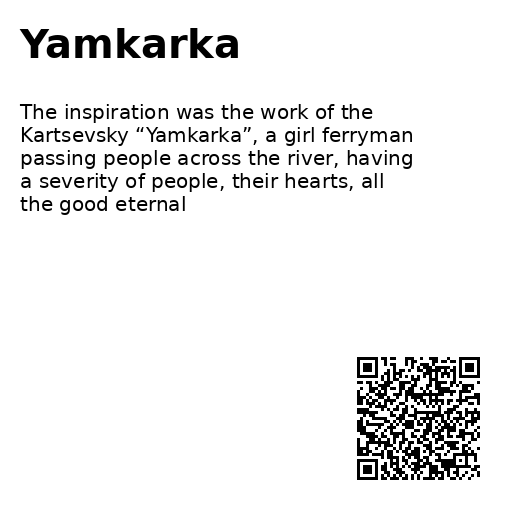 Yamkarka
The inspiration was the work of the
Kartsevsky “Yamkarka”, a girl ferryman
passing people across the river, having
a severity of people, their hearts, all
the good eternal